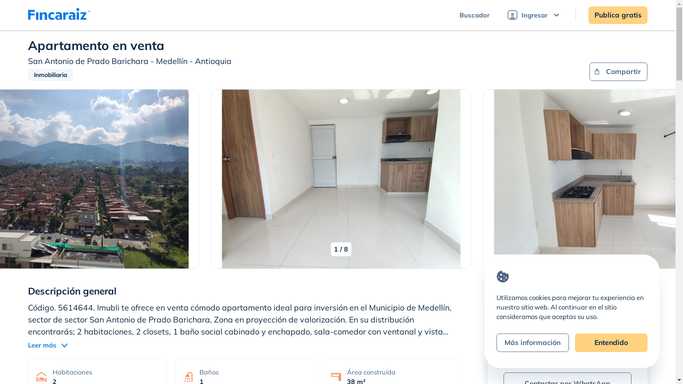 Fincaraiz
Buscador
Ingresar
Publica gratis
Apartamento en venta
San Antonio de Prado Barichara - Medellín - Antioquia
Inmobiliaria
Compartir
1 / 8
Descripción general
Código. 5614644. Imubli te ofrece en venta cómodo apartamento ideal para inversión en el Municipio de Medellín,
sector de sector San Antonio de Prado Barichara, Zona en proyección de valorización. En su distribución
encontrarás; 2 habitaciones, 2 closets, 1 baño social cabinado y enchapado, sala-comedor con ventanal y vista...
Leer más
Habitaciones
2
Baños
1
Área construida
38 m²
Utilizamos cookies para mejorar tu experiencia en
nuestro sitio web. Al continuar en el sitio
consideramos que aceptas su uso.
Más información
Entendido
Contactar por WhatsApp